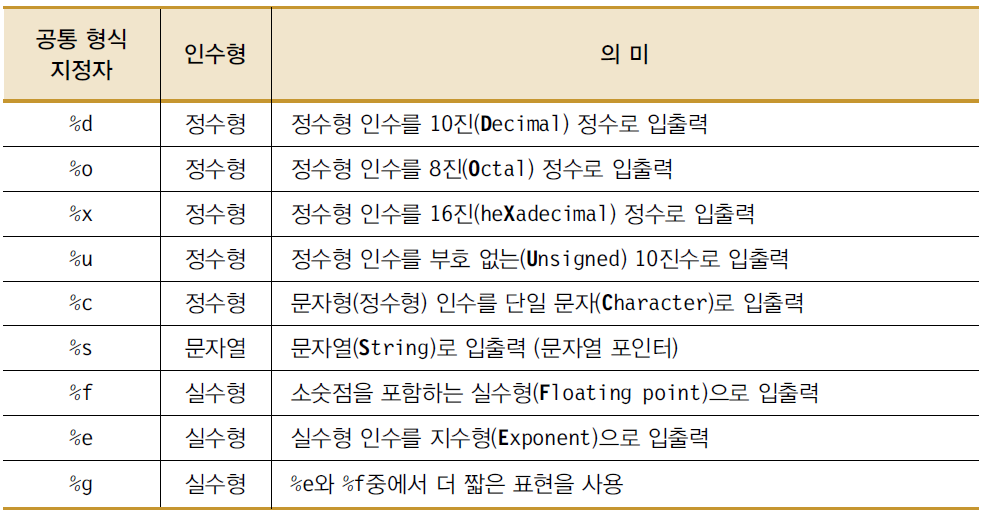 공통 형식
지정자
인수형
의 미
%d 정수형 정수형 인수를 10진(Decimal) 정수로 입출력
%o 정수형 정수형 인수를 8진(Octal) 정수로 입출력
%x 정수형 정수형 인수를 16진(heXadecimal) 정수로 입출력
%u 정수형 정수형 인수를 부호 없는(Unsigned) 10진수로 입출력
%c 정수형 문자형(정수형) 인수를 단일 문자(Character)로 입출력
%s 문자열 문자열(String)로 입출력 (문자열 포인터)
%f 실수형 소숫점을 포함하는 실수형(Floating point)으로 입출력
%e 실수형 실수형 인수를 지수형(Exponent)으로 입출력
%g 실수형 %e와 %f중에서 더 짧은 표현을 사용